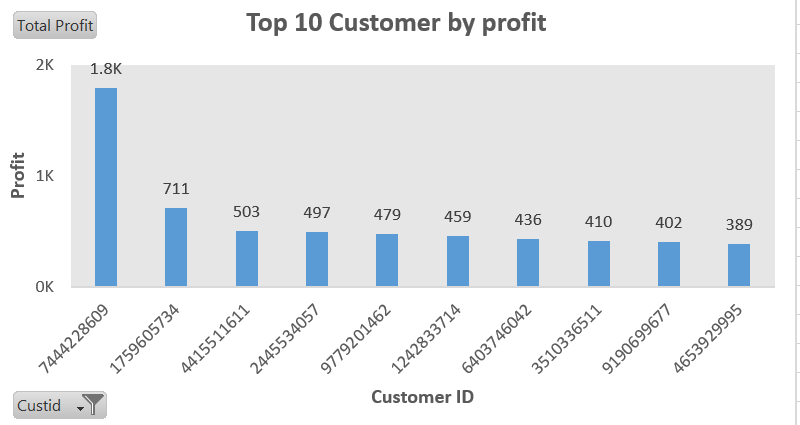 Total Profit
Top 10 Customer by profit
Profit
2K
1K
0K
1.8K
711
503
497
479
459
436
410
402
389
7444228609
1759605734
4415511611
2445534057
9779201462
1242833714
6403746042
3510336511
9190699677
4653929995
Customer ID
Custid